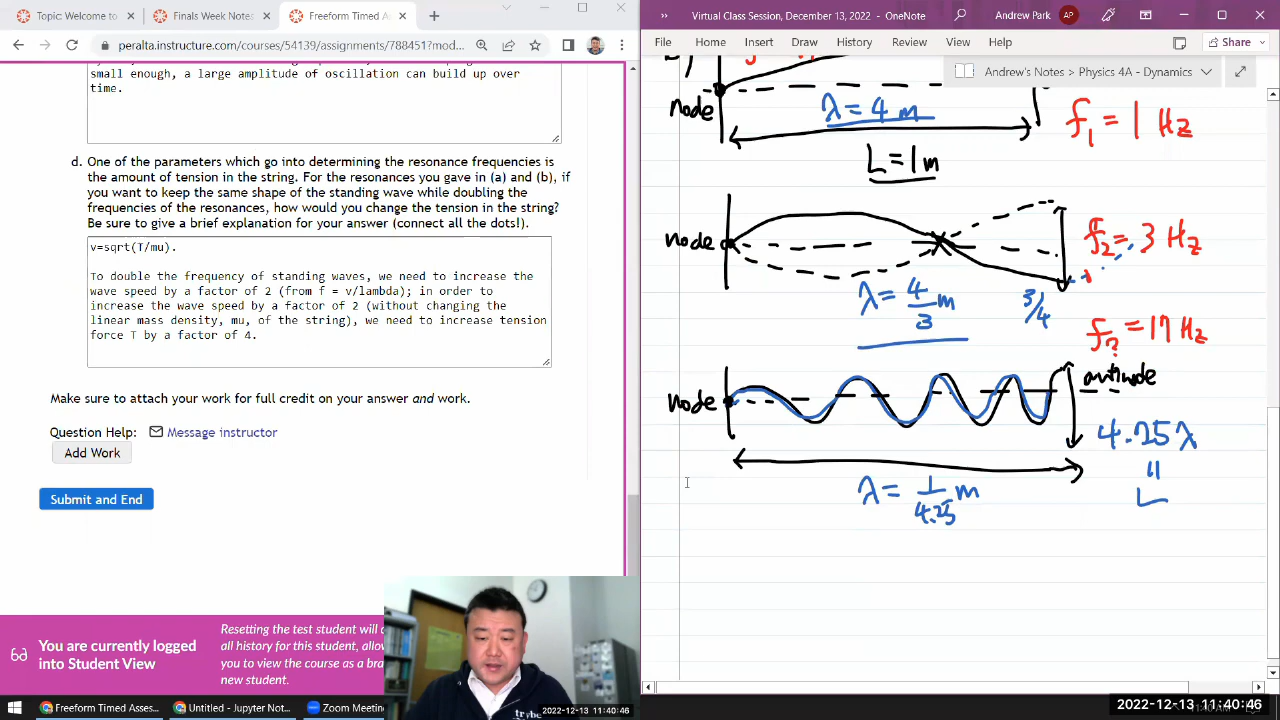 Topic Welcome to
Finals Week Notes
Freeform Timed A
peralta.instructure.com/courses/54139/assignments/788451?mod...
small enough, a large amplitude of oscillation can build up over
time.
d. One of the parameters which go into determining the resonance frequencies is
the amount of tension in the string. For the resonances you gave in (a) and (b), if
you want to keep the same shape of the standing wave while doubling the
frequencies of the resonances, how would you change the tension in the string?
Be sure to give a brief explanation for your answer (connect all the dots!).
v=sqrt(T/mu).
To double the frequency of standing waves, we need to increase the
wave speed by a factor of 2 (from f = v/lambda); in order to
increase the wave speed by a factor of 2 (without changing the
linear mass density, mu, of the string), we need to increase tension
force T by a factor of 4.
Make sure to attach your work for full credit on your answer and work.
Question Help: Message instructor
Add Work
Submit and End
You are currently logged
into Student View
Resetting the test student will c
all history for this student, allow
you to view the course as a bra
new student.
trybe
2022-12-13 11:40:46
Freeform Timed Asses...
Untitled - Jupyter Not...
Zoom Meeting
Virtual Class Session, December 13, 2022 - OneNote
Andrew Park
AP
File Home Insert Draw History Review View Help
Share
Andrew's Notes > Physics 4A - Dynamics
node
λ = 4 m
f1 = 1 Hz
L = 1 m
node
f2 = 3 Hz
λ = 4/3 m
3/4
f? = 17 Hz
antinode
node
4.25 λ
=
L
λ = 1/4.25 m
2022-12-13 11:40:46